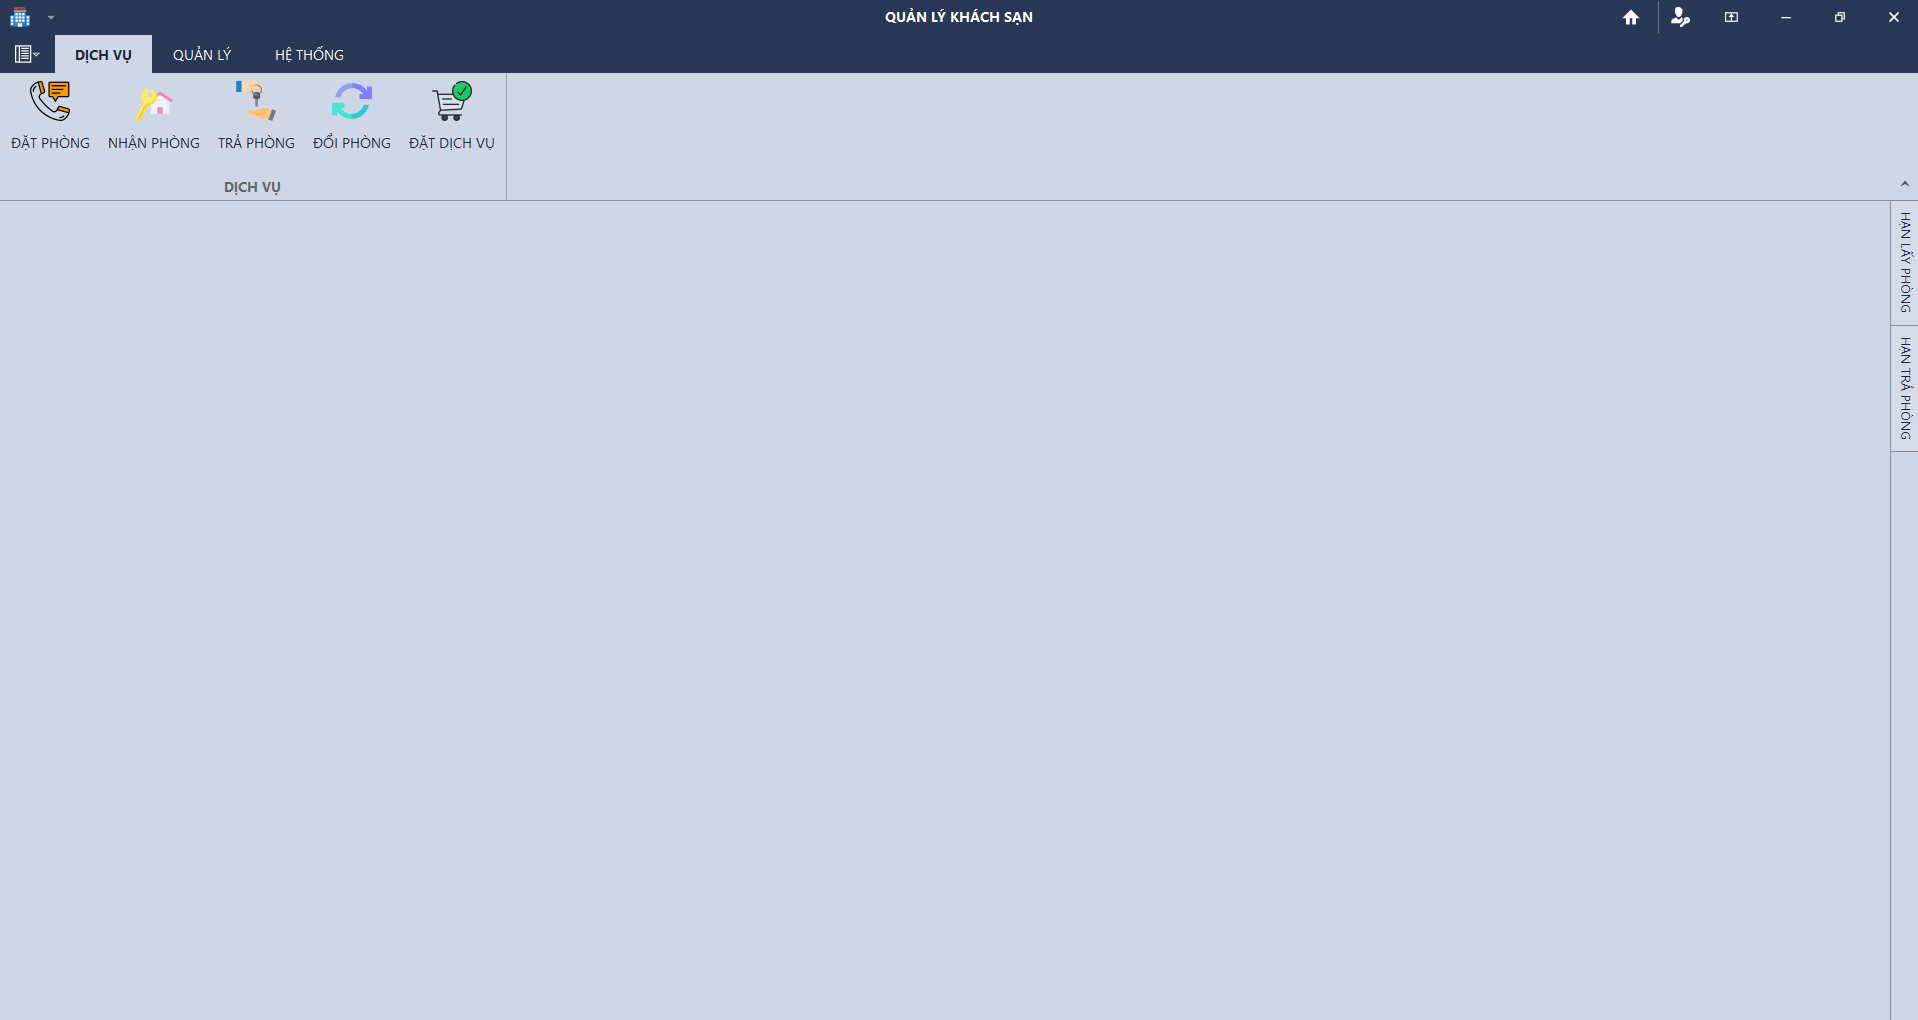 QUẢN LÝ KHÁCH SẠN
DỊCH VỤ
QUẢN LÝ
HỆ THỐNG
ĐẶT PHÒNG
NHẬN PHÒNG
TRẢ PHÒNG
ĐỔI PHÒNG
ĐẶT DỊCH VỤ
DỊCH VỤ
HẠN LẤY PHÒNG
HẠN TRẢ PHÒNG